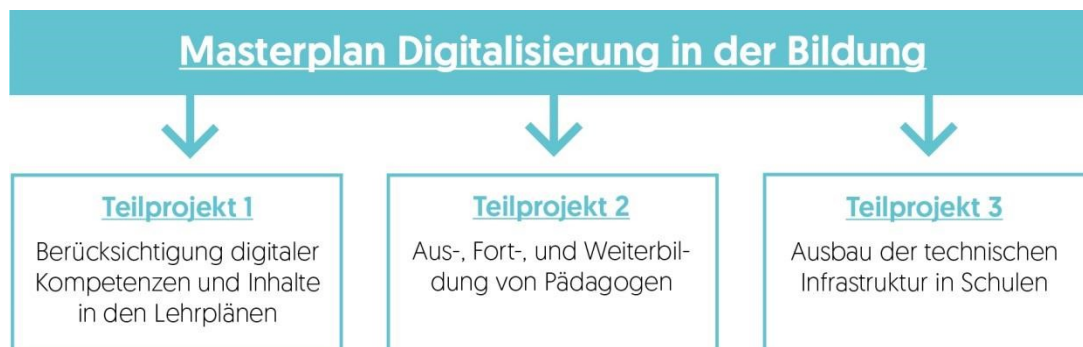 Masterplan Digitalisierung in der Bildung
Teilprojekt 1
Berücksichtigung digitaler
Kompetenzen und Inhalte
in den Lehrplänen
Teilprojekt 2
Aus-, Fort-, und Weiterbil-
dung von Pädagogen
Teilprojekt 3
Ausbau der technischen
Infrastruktur in Schulen